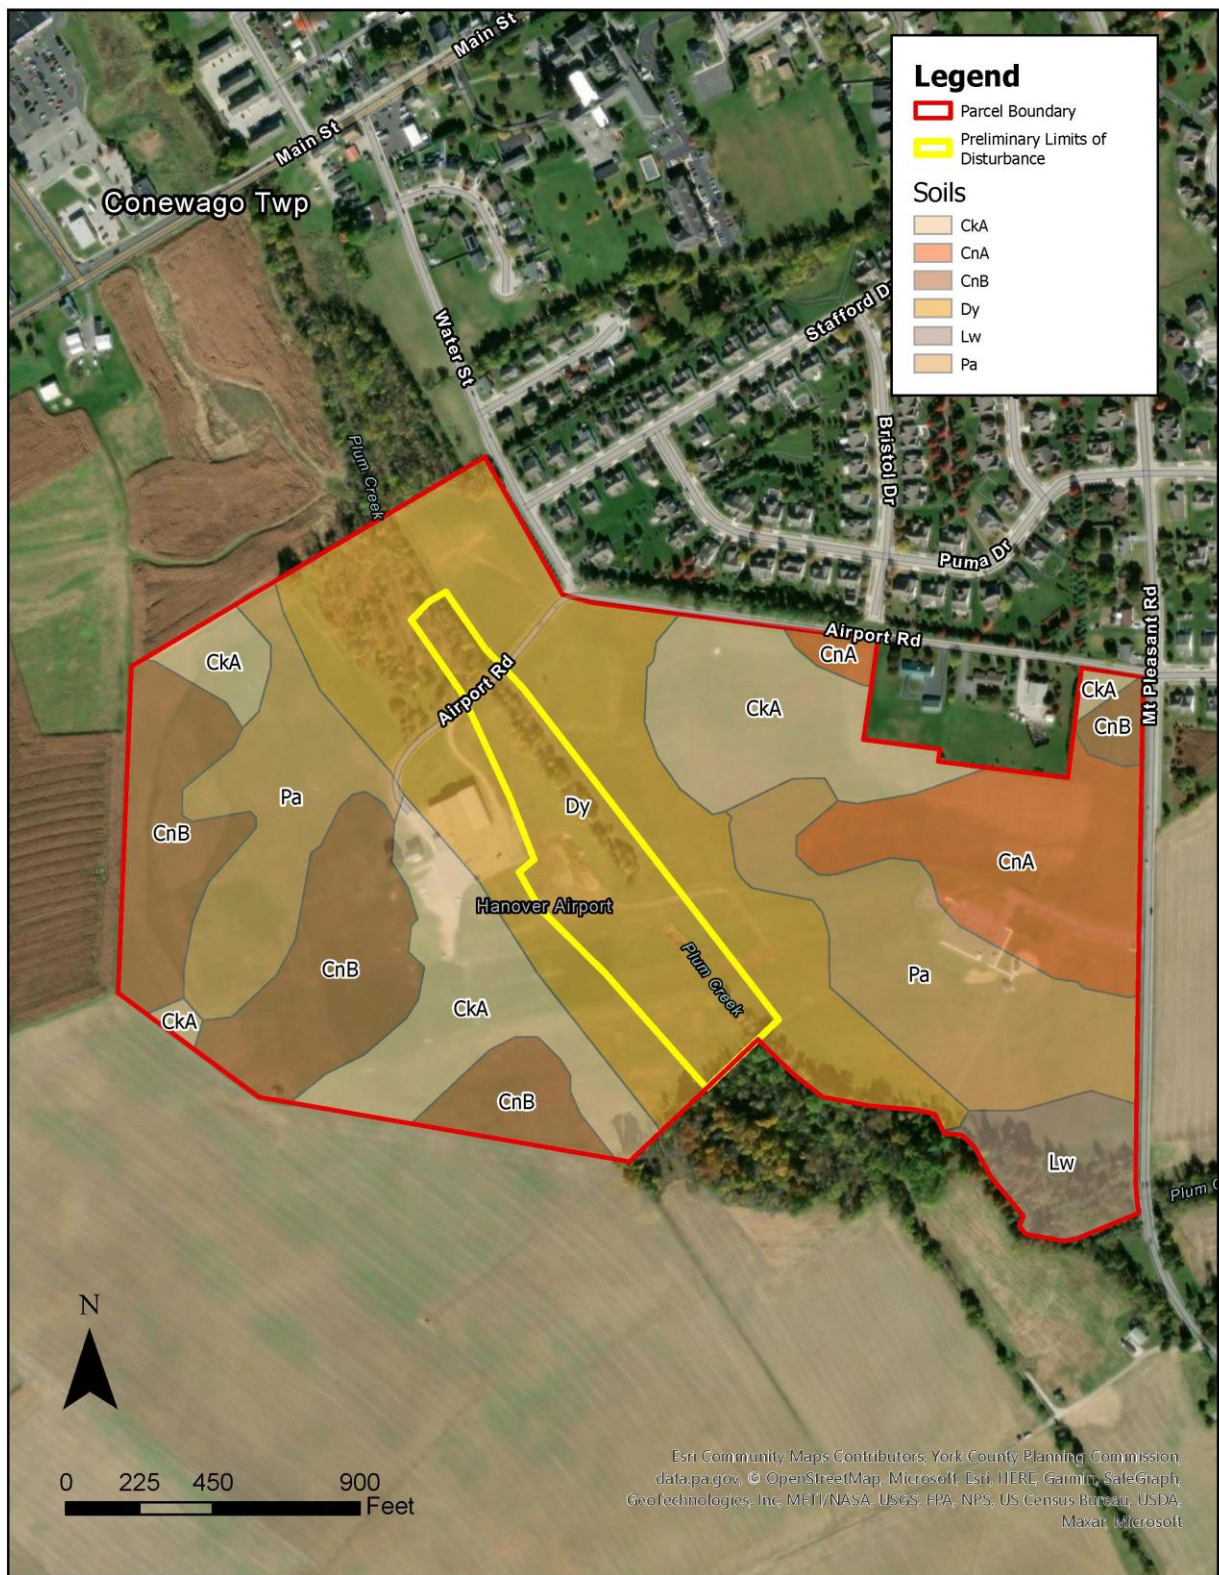 Main St
Main St
Conewago Twp
Legend
Parcel Boundary
Preliminary Limits of
Disturbance
Soils
CkA
CnA
CnB
Dy
Lw
Pa
Water St
Stafford D
Bristol Dr
Puma Dr
Plum Creek
Airport Rd
Mt Pleasant Rd
CnA
CkA
CkA
CkA
CnB
Airport Rd
Pa
Dy
CnB
CnA
Hanover Airport
CnB
Plum Creek
Pa
CkA
CkA
CnB
Lw
Plum C
N
0 225 450 900
Feet
Esri Community Maps Contributors, York County Planning Commission,
data.pa.gov, © OpenStreetMap, Microsoft, Esri, HERE, Garmin, SafeGraph,
GeoTechnologies, Inc, METI/NASA, USGS, EPA, NPS, US Census Bureau, USDA,
Maxar, Microsoft